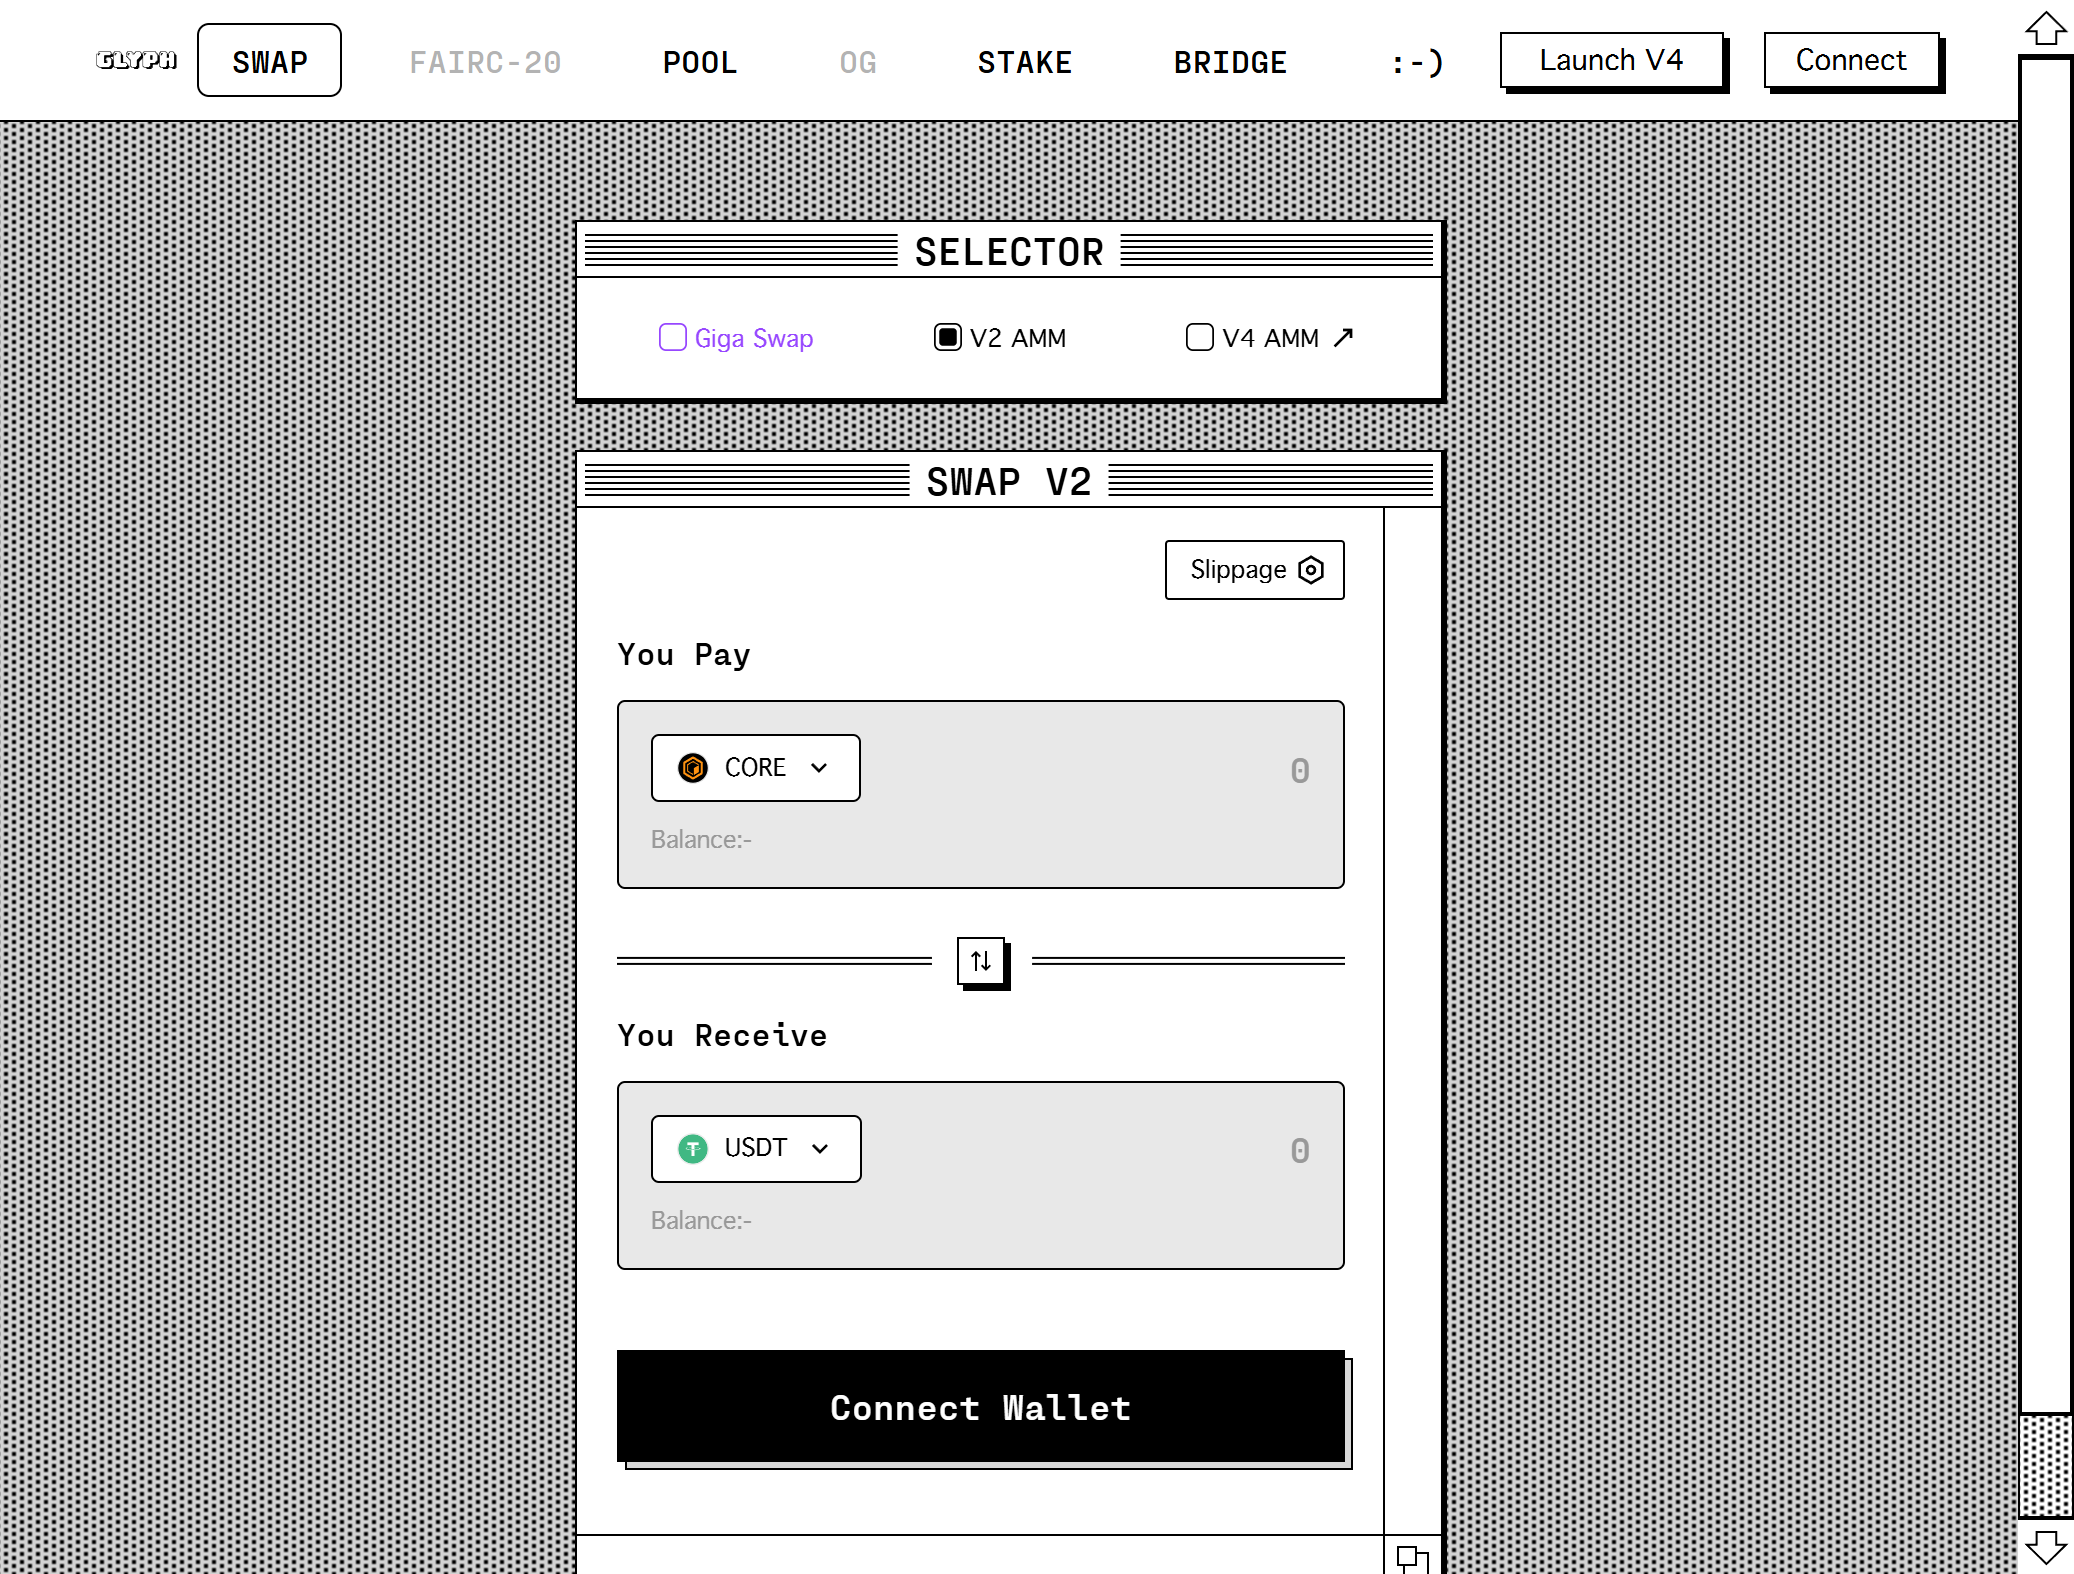 GLYPH SWAP FAIRC-20 POOL OG STAKE BRIDGE :-) Launch V4 Connect
SELECTOR
Giga Swap V2 AMM V4 AMM ↗
SWAP V2
Slippage
You Pay
CORE 0
Balance:-
You Receive
USDT 0
Balance:-
Connect Wallet